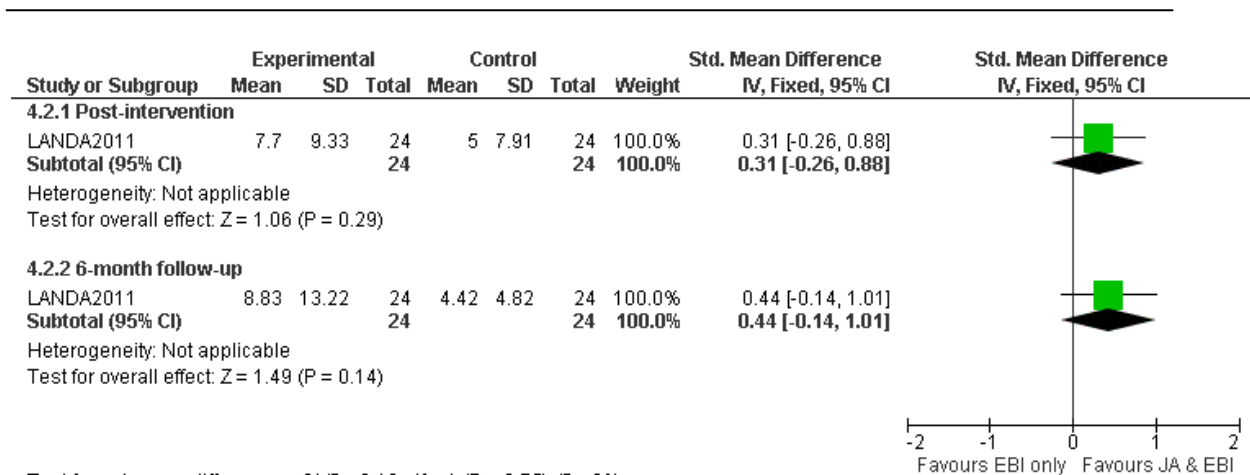 Experimental Control Std. Mean Difference Std. Mean Difference
Study or Subgroup Mean SD Total Mean SD Total Weight IV, Fixed, 95% CI IV, Fixed, 95% CI
4.2.1 Post-intervention
LANDA2011 7.7 9.33 24 5 7.91 24 100.0% 0.31 [-0.26, 0.88]
Subtotal (95% CI) 24 24 100.0% 0.31 [-0.26, 0.88]
Heterogeneity: Not applicable
Test for overall effect: Z = 1.06 (P = 0.29)
4.2.2 6-month follow-up
LANDA2011 8.83 13.22 24 4.42 4.82 24 100.0% 0.44 [-0.14, 1.01]
Subtotal (95% CI) 24 24 100.0% 0.44 [-0.14, 1.01]
Heterogeneity: Not applicable
Test for overall effect: Z = 1.49 (P = 0.14)
-2 -1 0 1 2
Favours EBI only Favours JA & EBI